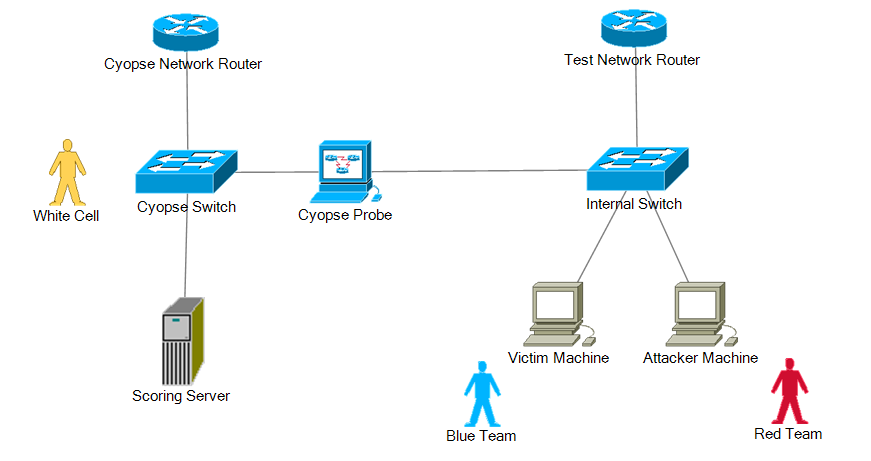 Cyopse Network Router
Test Network Router
White Cell
Cyopse Switch
Cyopse Probe
Internal Switch
Scoring Server
Victim Machine
Attacker Machine
Blue Team
Red Team